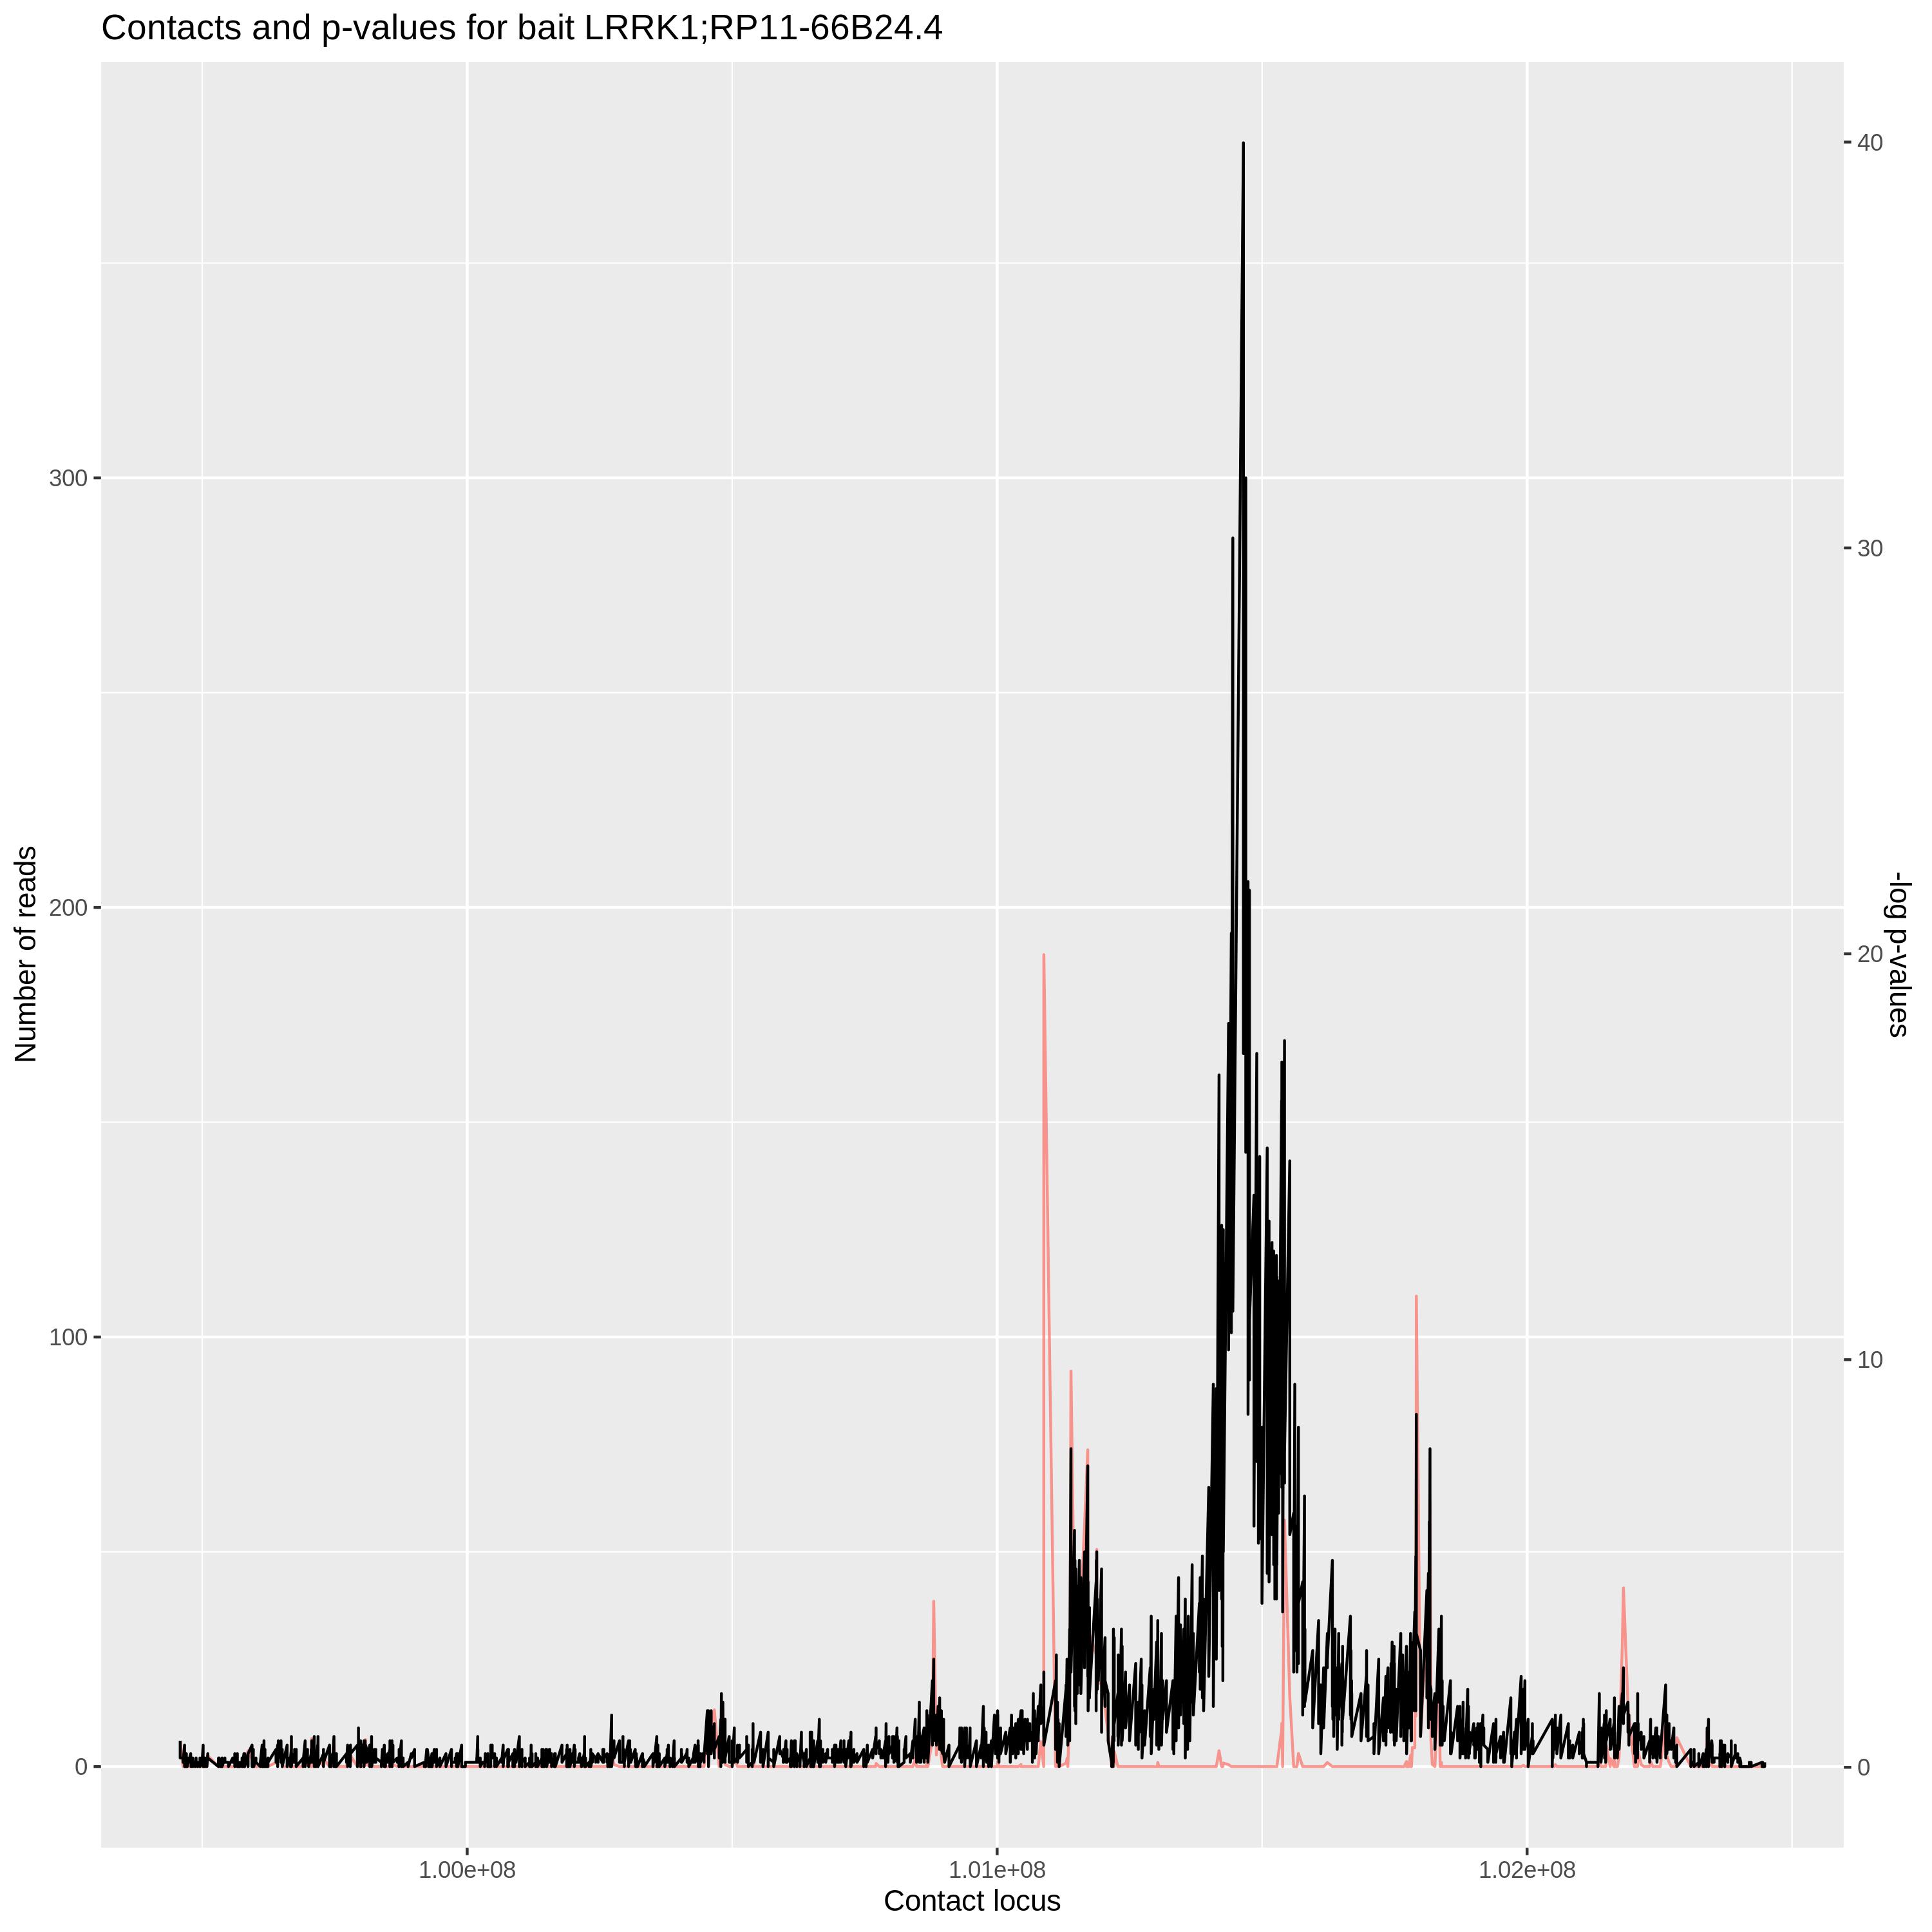 Contacts and p-values for bait LRRK1;RP11-66B24.4
40
300
30
Number of reads
200
20
-log p-values
100
10
0
0
1.00e+08
1.01e+08
1.02e+08
Contact locus